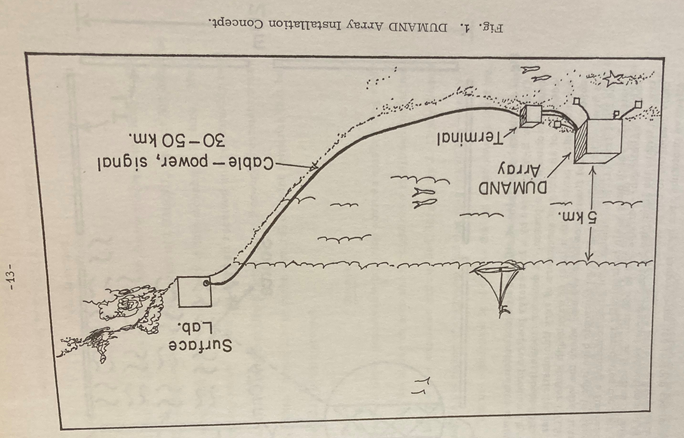 Surface
Lab.
5 km.
DUMAND
Array
Terminal
Cable – power, signal
30–50 km.
Fig. 1. DUMAND Array Installation Concept.
-13-